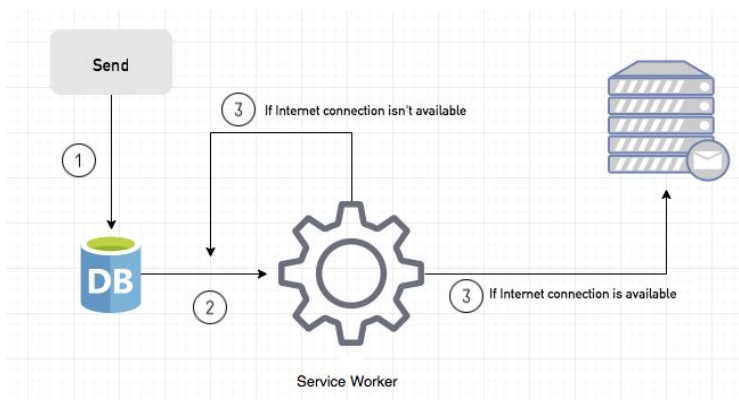 Send
3 If Internet connection isn't available
1
DB
2
3 If Internet connection is available
Service Worker